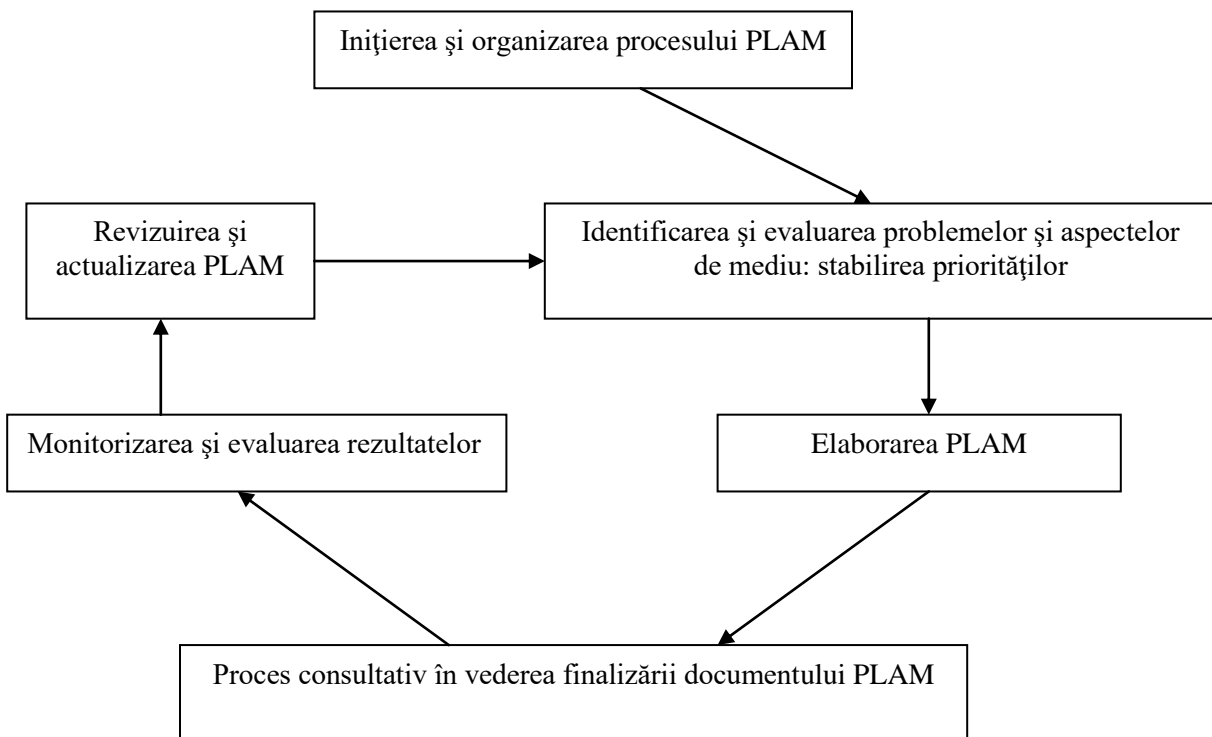 Iniţierea şi organizarea procesului PLAM
Revizuirea şi
actualizarea PLAM
Identificarea şi evaluarea problemelor şi aspectelor
de mediu: stabilirea priorităţilor
Monitorizarea şi evaluarea rezultatelor
Elaborarea PLAM
Proces consultativ în vederea finalizării documentului PLAM